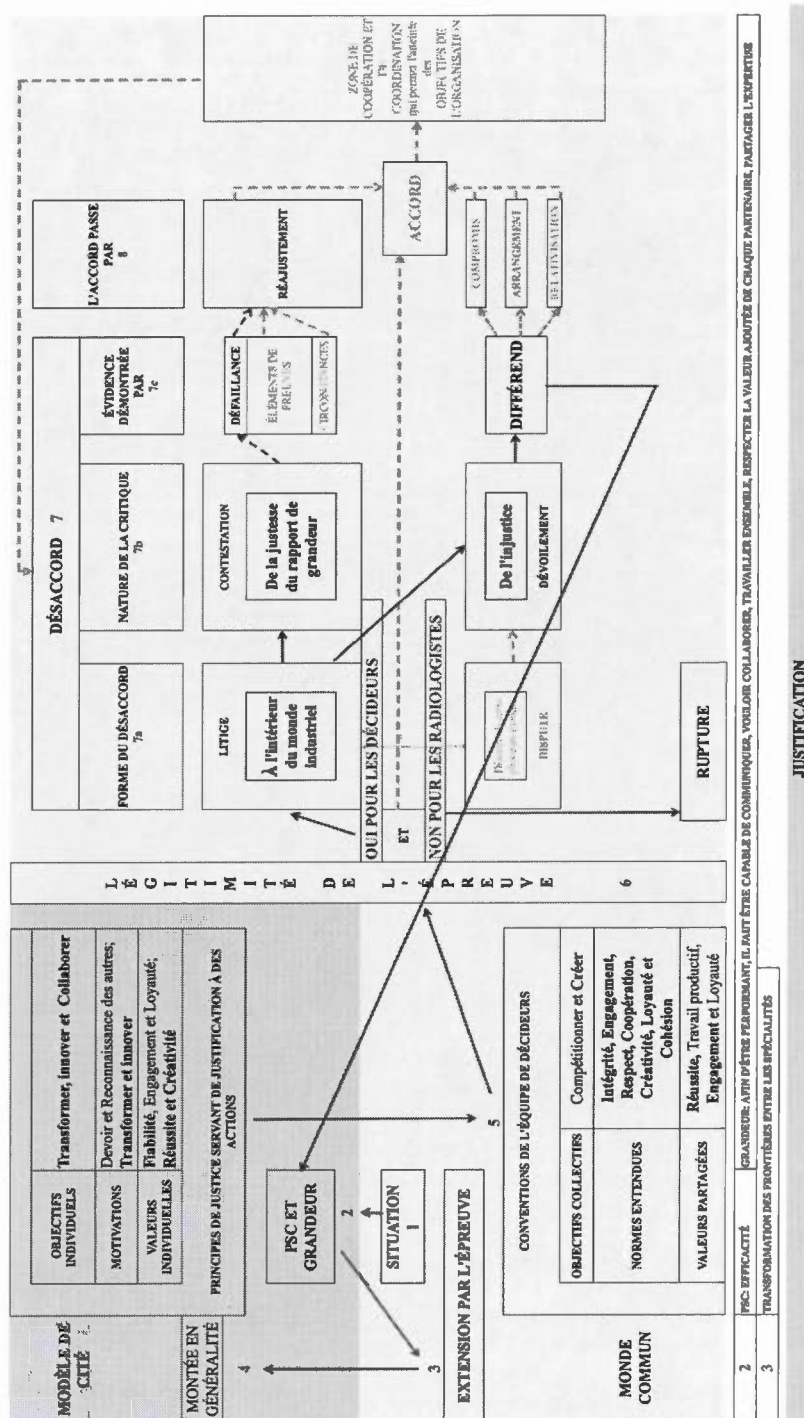 MODÈLE DE
CITÉ
OBJECTIFS
INDIVIDUELS
Transformer, innover et Collaborer
MOTIVATIONS
Devoir et Reconnaissance des autres;
Transformer et innover
VALEURS
INDIVIDUELLES
Fiabilité, Engagement et Loyauté;
Réussite et Créativité
PRINCIPES DE JUSTICE SERVANT DE JUSTIFICATION À DES
ACTIONS
MONTÉE EN
GÉNÉRALITÉ
4
PSC ET
GRANDEUR
2
SITUATION
1
3
EXTENSION PAR L'ÉPREUVE
5
MONDE
COMMUN
CONVENTIONS DE L'ÉQUIPE DE DÉCIDEURS
OBJECTIFS COLLECTIFS
Compétitionner et Créer
NORMES ENTENDUES
Intégrité, Engagement,
Respect, Coopération,
Créativité, Loyauté et
Cohésion
VALEURS PARTAGÉES
Réussite, Travail productif,
Engagement et Loyauté
LÉGITIMITÉ DE L'ÉPREUVE 6
DÉSACCORD 7
FORME DU DÉSACCORD
7a
NATURE DE LA CRITIQUE
7b
ÉVIDENCE
DÉMONTRÉE
PAR
7c
L'ACCORD PASSE
PAR
8
LITIGE
À l'intérieur
du monde
industriel
CONTESTATION
De la justesse
du rapport de
grandeur
DÉFAILLANCE
ÉLÉMENTS DE
PREUVES
RÉAJUSTEMENT
OUI POUR LES DÉCIDEURS
ET
NON POUR LES RADIOLOGISTES
ACCORD
ZONE DE
COOPÉRATION ET
DE
COORDINATION
qui permet l'atteinte
des
OBJECTIFS DE
L'ORGANISATION
DISPUTE
De l'injustice
DÉVOILEMENT
DIFFÉREND
COMPROMIS
ARRANGEMENT
RELATIVISATION
RUPTURE
2
PSC: EFFICACITÉ
GRANDEUR: AFIN D'ÊTRE PERFORMANT, IL FAUT ÊTRE CAPABLE DE COMMUNIQUER, VOULOIR COLLABORER, TRAVAILLER ENSEMBLE, RESPECTER LA VALEUR AJOUTÉE DE CHAQUE PARTENAIRE, PARTAGER L'EXPERTISE
3
TRANSFORMATION DES FRONTIÈRES ENTRE LES SPÉCIALITÉS
JUSTIFICATION